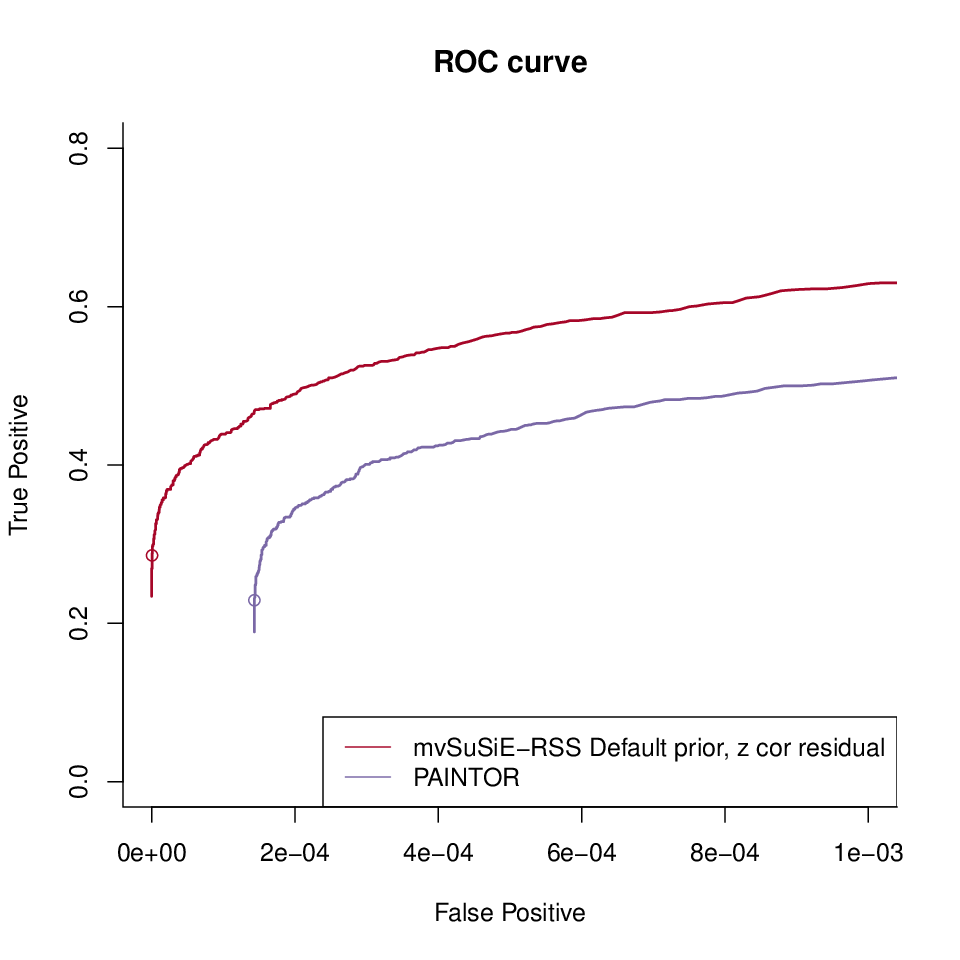 ROC curve
True Positive
0.8
0.6
0.4
0.2
0.0
mvSuSiE−RSS Default prior, z cor residual
PAINTOR
0e+00 2e−04 4e−04 6e−04 8e−04 1e−03
False Positive